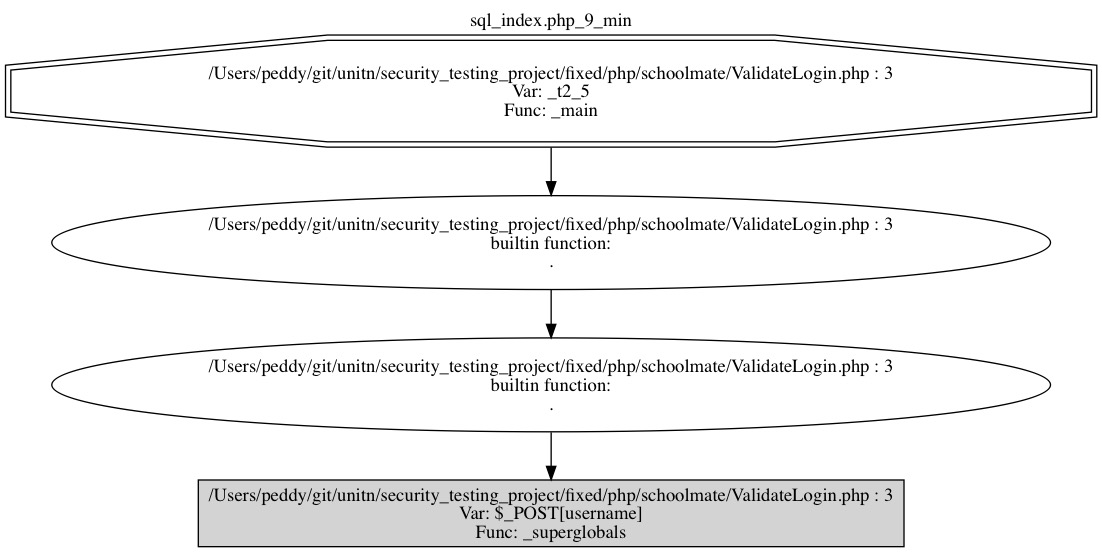 sql_index.php_9_min
/Users/peddy/git/unitn/security_testing_project/fixed/php/schoolmate/ValidateLogin.php : 3
Var: _t2_5
Func: _main
/Users/peddy/git/unitn/security_testing_project/fixed/php/schoolmate/ValidateLogin.php : 3
builtin function:
.
/Users/peddy/git/unitn/security_testing_project/fixed/php/schoolmate/ValidateLogin.php : 3
builtin function:
.
/Users/peddy/git/unitn/security_testing_project/fixed/php/schoolmate/ValidateLogin.php : 3
Var: $_POST[username]
Func: _superglobals